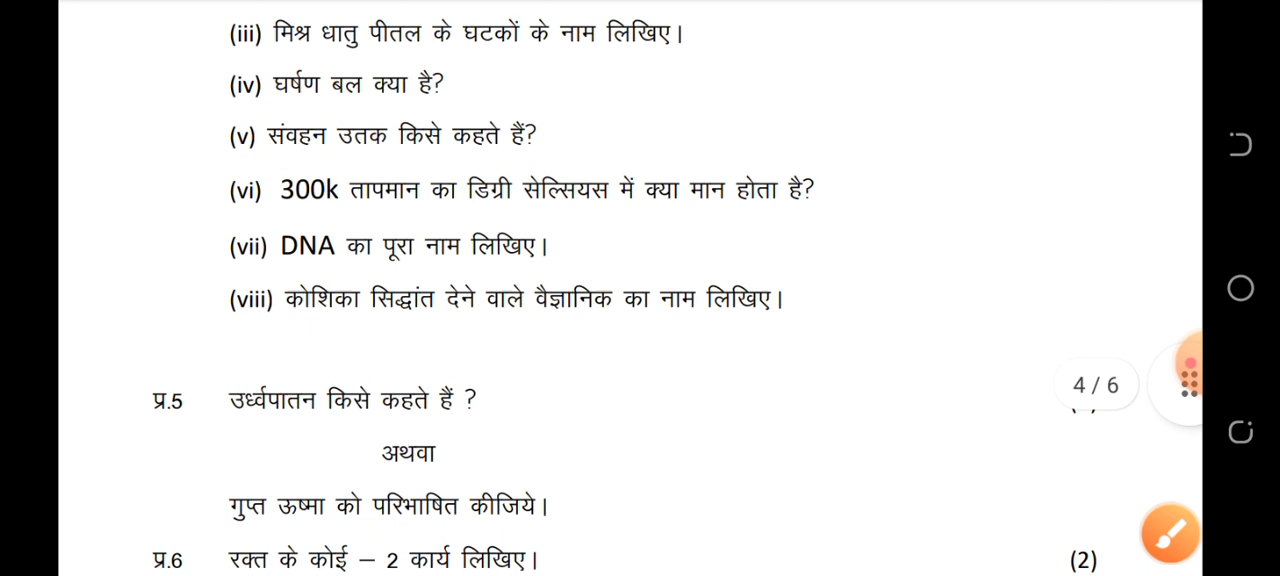 (iii) मिश्र धातु पीतल के घटकों के नाम लिखिए।
(iv) घर्षण बल क्या है?
(v) संवहन उतक किसे कहते हैं?
(vi) 300k तापमान का डिग्री सेल्सियस में क्या मान होता है?
(vii) DNA का पूरा नाम लिखिए।
(viii) कोशिका सिद्धांत देने वाले वैज्ञानिक का नाम लिखिए।
4 / 6
प्र.5 उर्ध्वपातन किसे कहते हैं ?
अथवा
गुप्त ऊष्मा को परिभाषित कीजिये।
प्र.6 रक्त के कोई – 2 कार्य लिखिए। (2)